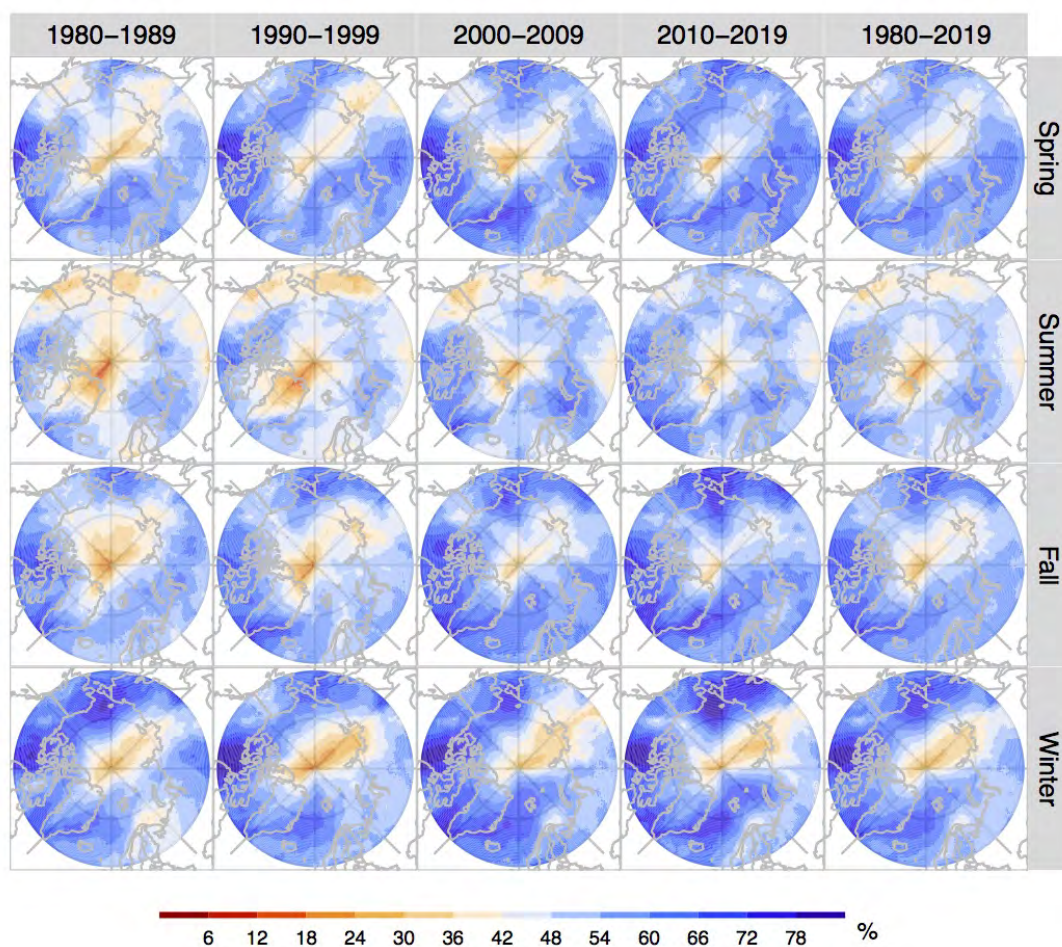 1980–1989 1990–1999 2000–2009 2010–2019 1980–2019
Spring
Summer
Fall
Winter
6 12 18 24 30 36 42 48 54 60 66 72 78 %